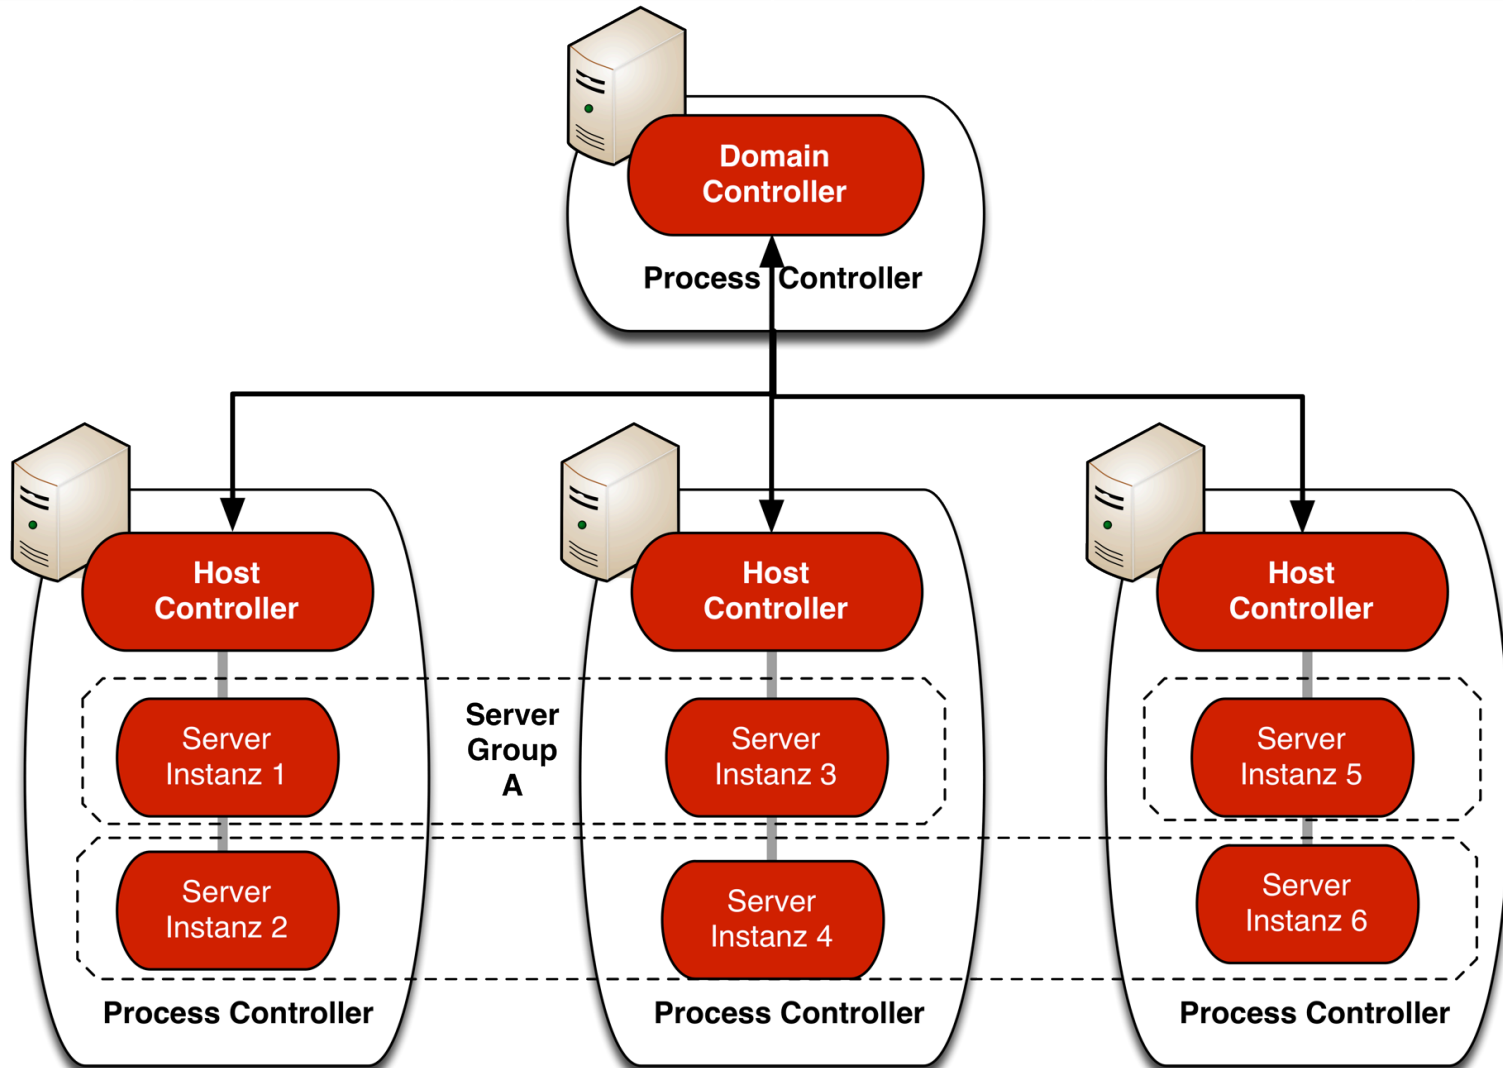 Domain
Controller
Process Controller
Host
Controller
Host
Controller
Host
Controller
Server
Instanz 1
Server
Group
A
Server
Instanz 3
Server
Instanz 5
Server
Instanz 2
Server
Instanz 4
Server
Instanz 6
Process Controller
Process Controller
Process Controller